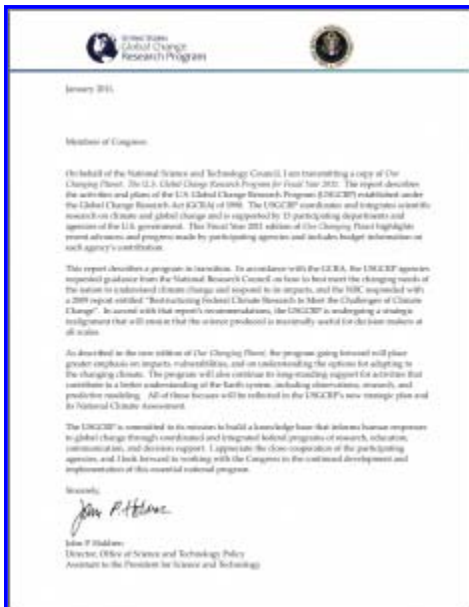 United States
Global Change
Research Program
January 2011
Members of Congress:
On behalf of the National Science and Technology Council, I am transmitting a copy of Our
Changing Planet: The U.S. Global Change Research Program for Fiscal Year 2011. The report describes
the activities and plans of the U.S. Global Change Research Program (USGCRP) established under
the Global Change Research Act (GCRA) of 1990. The USGCRP coordinates and integrates scientific
research on climate and global change and is supported by 13 participating departments and
agencies of the U.S. government. This Fiscal Year 2011 edition of Our Changing Planet highlights
recent advances and progress made by participating agencies and includes budget information on
each agency's contribution.
This report describes a program in transition. In accordance with the GCRA, the USGCRP agencies
requested guidance from the National Research Council on how to best meet the changing needs of
the nation to understand climate change and respond to its impacts, and the NRC responded with
a 2009 report entitled "Restructuring Federal Climate Research to Meet the Challenges of Climate
Change". In accord with that report's recommendations, the USGCRP is undergoing a strategic
realignment that will ensure that the science produced is maximally useful for decision makers at
all scales.
As described in the new edition of Our Changing Planet, the program going forward will place
greater emphasis on impacts, vulnerabilities, and on understanding the options for adapting to
the changing climate. The program will also continue its long-standing support for activities that
contribute to a better understanding of the Earth system, including observations, research, and
predictive modeling. All of these focuses will be reflected in the USGCRP's new strategic plan and
its National Climate Assessment.
The USGCRP is committed to its mission to build a knowledge base that informs human responses
to global change through coordinated and integrated federal programs of research, education,
communication, and decision support. I appreciate the close cooperation of the participating
agencies, and I look forward to working with the Congress in the continued development and
implementation of this essential national program.
Sincerely,
John P. Holdren
John P. Holdren
Director, Office of Science and Technology Policy
Assistant to the President for Science and Technology